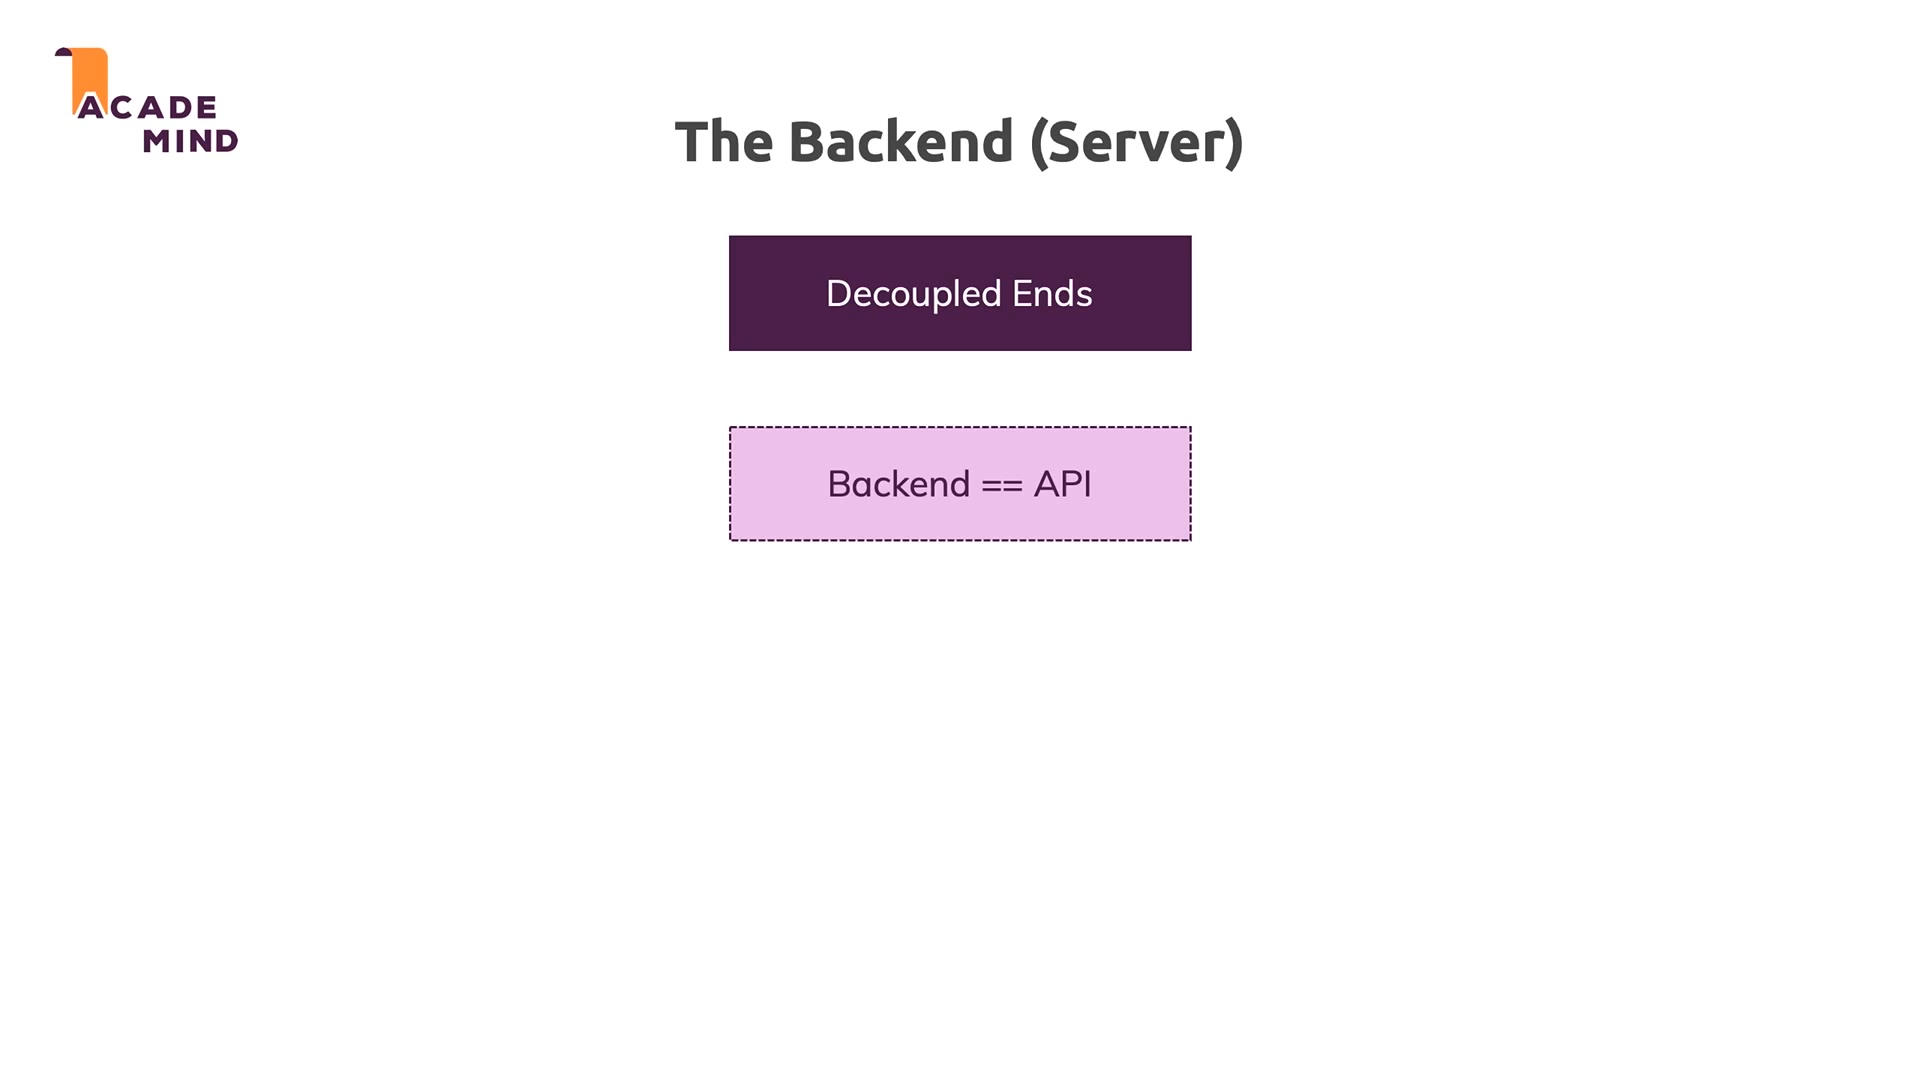 ACADE
MIND
The Backend (Server)
Decoupled Ends
Backend == API